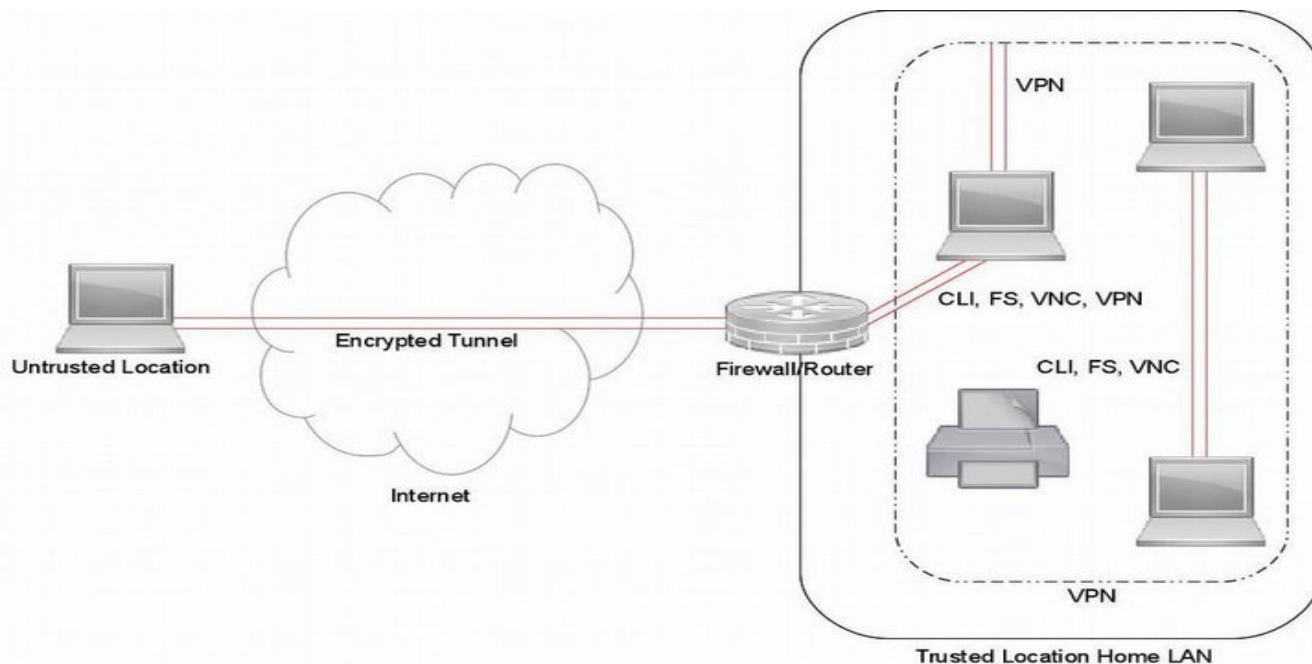 VPN
CLI, FS, VNC, VPN
Encrypted Tunnel
Untrusted Location
Firewall/Router
CLI, FS, VNC
Internet
VPN
Trusted Location Home LAN